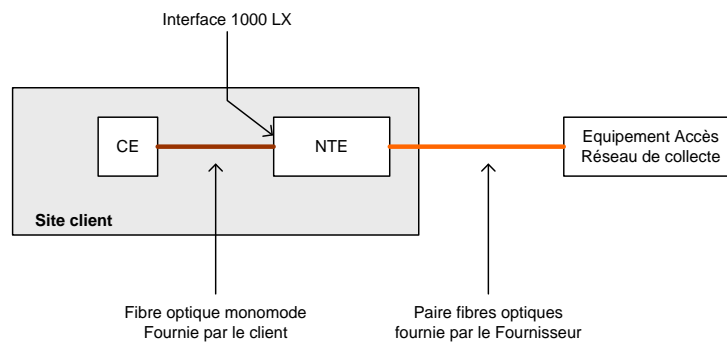 Interface 1000 LX
CE
NTE
Equipement Accès
Réseau de collecte
Site client
Fibre optique monomode
Fournie par le client
Paire fibres optiques
fournie par le Fournisseur